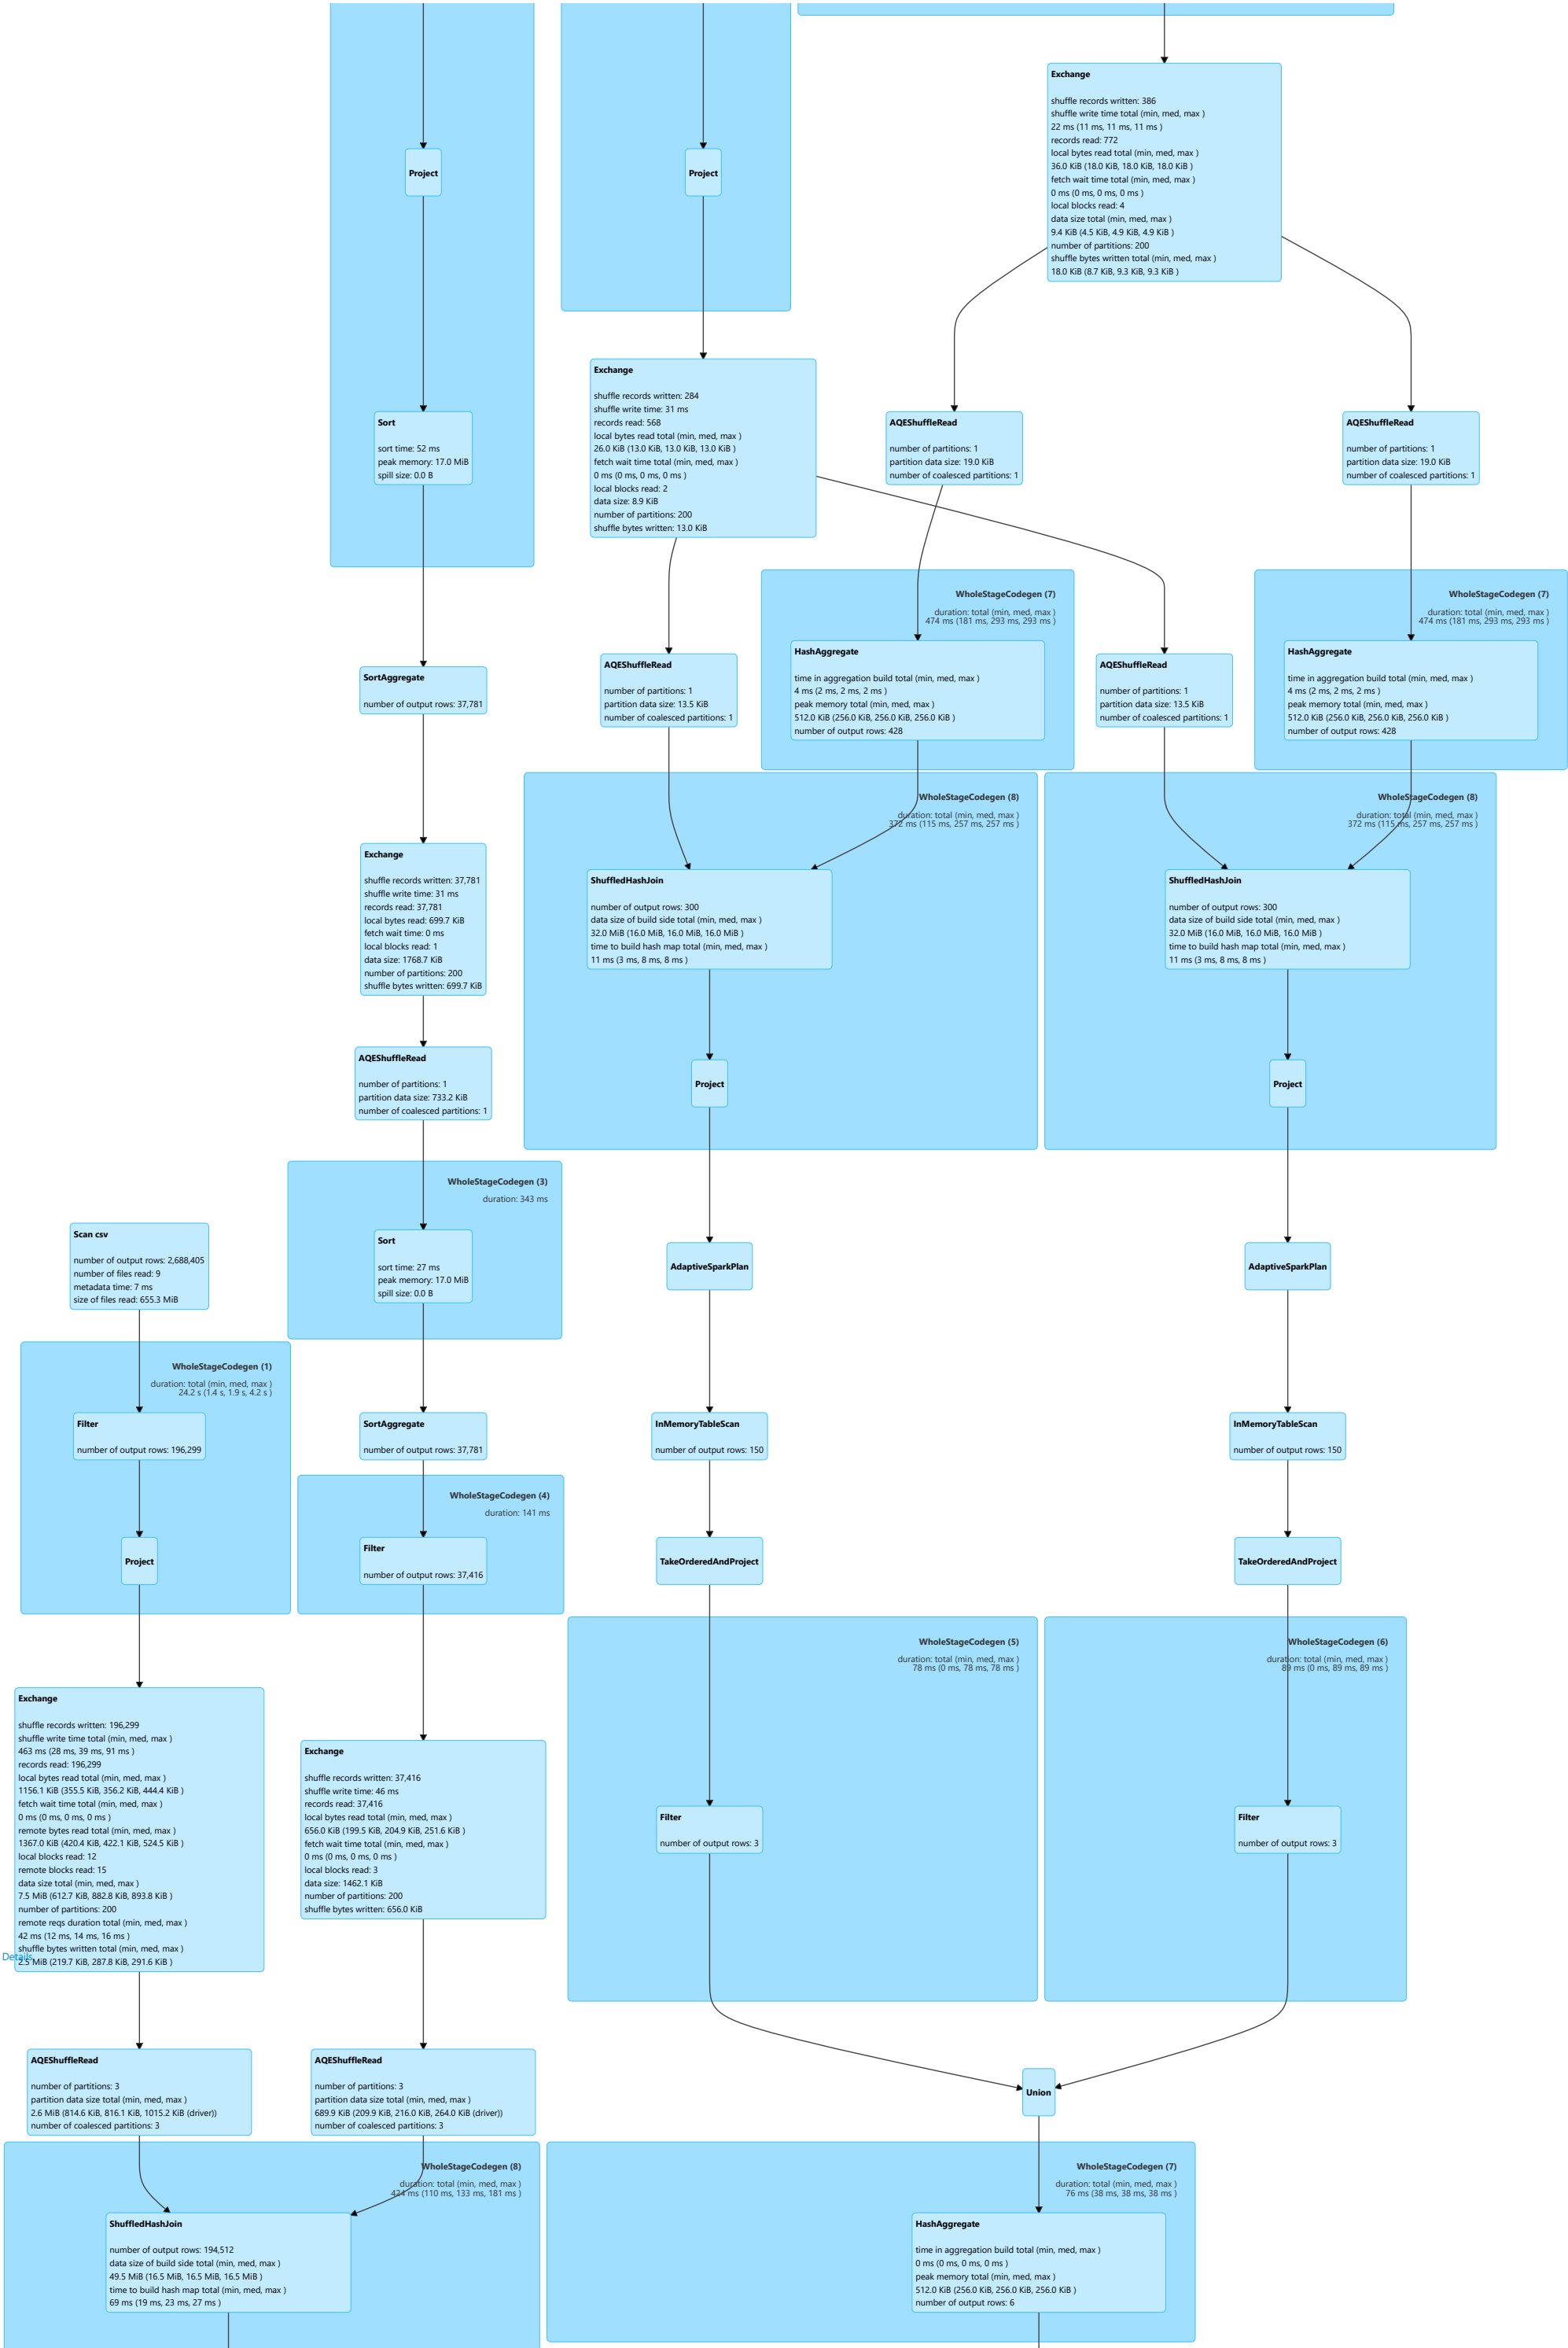 Exchange
shuffle records written: 386
shuffle write time total (min, med, max )
22 ms (11 ms, 11 ms, 11 ms )
records read: 772
local bytes read total (min, med, max )
36.0 KiB (18.0 KiB, 18.0 KiB, 18.0 KiB )
fetch wait time total (min, med, max )
0 ms (0 ms, 0 ms, 0 ms )
local blocks read: 4
data size total (min, med, max )
9.4 KiB (4.5 KiB, 4.9 KiB, 4.9 KiB )
number of partitions: 200
shuffle bytes written total (min, med, max )
18.0 KiB (8.7 KiB, 9.3 KiB, 9.3 KiB )
Project
Project
Exchange
shuffle records written: 284
shuffle write time: 31 ms
records read: 568
local bytes read total (min, med, max )
26.0 KiB (13.0 KiB, 13.0 KiB, 13.0 KiB )
fetch wait time total (min, med, max )
0 ms (0 ms, 0 ms, 0 ms )
local blocks read: 2
data size: 8.9 KiB
number of partitions: 200
shuffle bytes written: 13.0 KiB
Sort
sort time: 52 ms
peak memory: 17.0 MiB
spill size: 0.0 B
AQEShuffleRead
number of partitions: 1
partition data size: 19.0 KiB
number of coalesced partitions: 1
AQEShuffleRead
number of partitions: 1
partition data size: 19.0 KiB
number of coalesced partitions: 1
WholeStageCodegen (7)
duration: total (min, med, max )
474 ms (181 ms, 293 ms, 293 ms )
HashAggregate
time in aggregation build total (min, med, max )
4 ms (2 ms, 2 ms, 2 ms )
peak memory total (min, med, max )
512.0 KiB (256.0 KiB, 256.0 KiB, 256.0 KiB )
number of output rows: 428
WholeStageCodegen (7)
duration: total (min, med, max )
474 ms (181 ms, 293 ms, 293 ms )
HashAggregate
time in aggregation build total (min, med, max )
4 ms (2 ms, 2 ms, 2 ms )
peak memory total (min, med, max )
512.0 KiB (256.0 KiB, 256.0 KiB, 256.0 KiB )
number of output rows: 428
SortAggregate
number of output rows: 37,781
AQEShuffleRead
number of partitions: 1
partition data size: 13.5 KiB
number of coalesced partitions: 1
AQEShuffleRead
number of partitions: 1
partition data size: 13.5 KiB
number of coalesced partitions: 1
WholeStageCodegen (8)
duration: total (min, med, max )
372 ms (115 ms, 257 ms, 257 ms )
ShuffledHashJoin
number of output rows: 300
data size of build side total (min, med, max )
32.0 MiB (16.0 MiB, 16.0 MiB, 16.0 MiB )
time to build hash map total (min, med, max )
11 ms (3 ms, 8 ms, 8 ms )
Project
WholeStageCodegen (8)
duration: total (min, med, max )
372 ms (115 ms, 257 ms, 257 ms )
ShuffledHashJoin
number of output rows: 300
data size of build side total (min, med, max )
32.0 MiB (16.0 MiB, 16.0 MiB, 16.0 MiB )
time to build hash map total (min, med, max )
11 ms (3 ms, 8 ms, 8 ms )
Project
Exchange
shuffle records written: 37,781
shuffle write time: 31 ms
records read: 37,781
local bytes read: 699.7 KiB
fetch wait time: 0 ms
local blocks read: 1
data size: 1768.7 KiB
number of partitions: 200
shuffle bytes written: 699.7 KiB
AQEShuffleRead
number of partitions: 1
partition data size: 733.2 KiB
number of coalesced partitions: 1
WholeStageCodegen (3)
duration: 343 ms
Sort
sort time: 27 ms
peak memory: 17.0 MiB
spill size: 0.0 B
Scan csv
number of output rows: 2,688,405
number of files read: 9
metadata time: 7 ms
size of files read: 655.3 MiB
AdaptiveSparkPlan
AdaptiveSparkPlan
WholeStageCodegen (1)
duration: total (min, med, max )
24.2 s (1.4 s, 1.9 s, 4.2 s )
Filter
number of output rows: 196,299
Project
SortAggregate
number of output rows: 37,781
InMemoryTableScan
number of output rows: 150
InMemoryTableScan
number of output rows: 150
WholeStageCodegen (4)
duration: 141 ms
Filter
number of output rows: 37,416
TakeOrderedAndProject
TakeOrderedAndProject
WholeStageCodegen (5)
duration: total (min, med, max )
78 ms (0 ms, 78 ms, 78 ms )
Filter
number of output rows: 3
WholeStageCodegen (6)
duration: total (min, med, max )
89 ms (0 ms, 89 ms, 89 ms )
Filter
number of output rows: 3
Exchange
shuffle records written: 196,299
shuffle write time total (min, med, max )
463 ms (28 ms, 39 ms, 91 ms )
records read: 196,299
local bytes read total (min, med, max )
1156.1 KiB (355.5 KiB, 356.2 KiB, 444.4 KiB )
fetch wait time total (min, med, max )
0 ms (0 ms, 0 ms, 0 ms )
remote bytes read total (min, med, max )
1367.0 KiB (420.4 KiB, 422.1 KiB, 524.5 KiB )
local blocks read: 12
remote blocks read: 15
data size total (min, med, max )
7.5 MiB (612.7 KiB, 882.8 KiB, 893.8 KiB )
number of partitions: 200
remote reqs duration total (min, med, max )
42 ms (12 ms, 14 ms, 16 ms )
shuffle bytes written total (min, med, max )
Details
2.5 MiB (219.7 KiB, 287.8 KiB, 291.6 KiB )
Exchange
shuffle records written: 37,416
shuffle write time: 46 ms
records read: 37,416
local bytes read total (min, med, max )
656.0 KiB (199.5 KiB, 204.9 KiB, 251.6 KiB )
fetch wait time total (min, med, max )
0 ms (0 ms, 0 ms, 0 ms )
local blocks read: 3
data size: 1462.1 KiB
number of partitions: 200
shuffle bytes written: 656.0 KiB
AQEShuffleRead
number of partitions: 3
partition data size total (min, med, max )
2.6 MiB (814.6 KiB, 816.1 KiB, 1015.2 KiB (driver))
number of coalesced partitions: 3
AQEShuffleRead
number of partitions: 3
partition data size total (min, med, max )
689.9 KiB (209.9 KiB, 216.0 KiB, 264.0 KiB (driver))
number of coalesced partitions: 3
Union
WholeStageCodegen (8)
duration: total (min, med, max )
424 ms (110 ms, 133 ms, 181 ms )
ShuffledHashJoin
number of output rows: 194,512
data size of build side total (min, med, max )
49.5 MiB (16.5 MiB, 16.5 MiB, 16.5 MiB )
time to build hash map total (min, med, max )
69 ms (19 ms, 23 ms, 27 ms )
WholeStageCodegen (7)
duration: total (min, med, max )
76 ms (38 ms, 38 ms, 38 ms )
HashAggregate
time in aggregation build total (min, med, max )
0 ms (0 ms, 0 ms, 0 ms )
peak memory total (min, med, max )
512.0 KiB (256.0 KiB, 256.0 KiB, 256.0 KiB )
number of output rows: 6